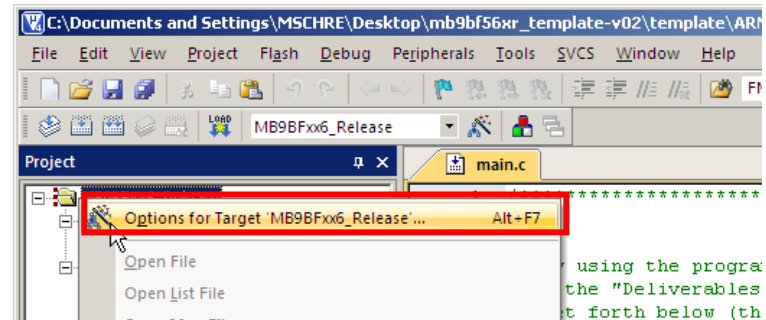 C:\Documents and Settings\MSCHRE\Desktop\mb9bf56xr_template-v02\template\ARM
File Edit View Project Flash Debug Peripherals Tools SVCS Window Help
LOAD MB9BFxx6_Release
Project
main.c
Options for Target 'MB9BFxx6_Release'... Alt+F7
Open File
using the program
Open List File
the "Deliverables
forth below (th